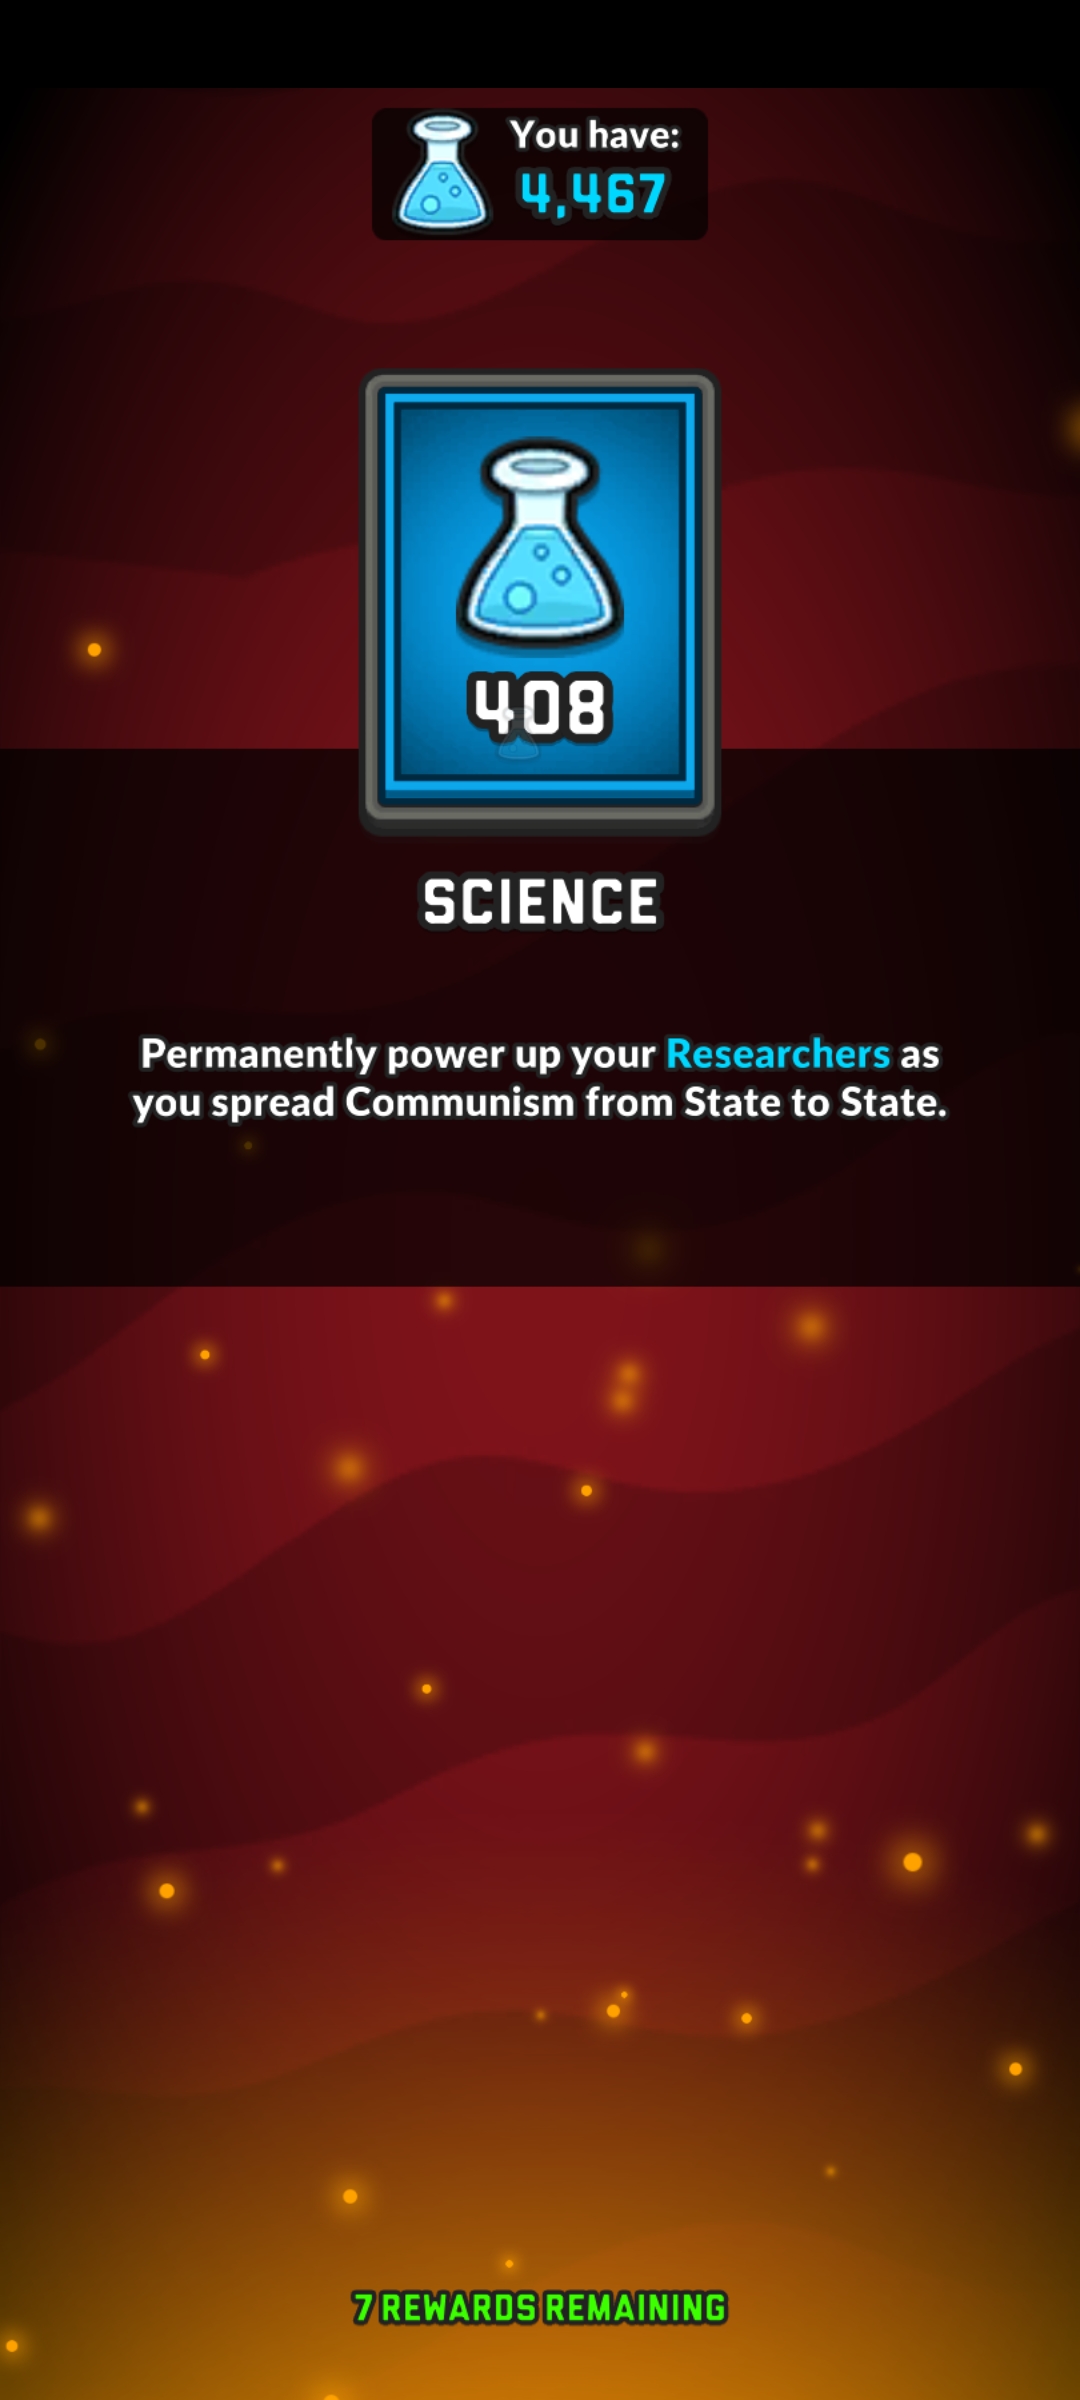 You have:
4,467
408
SCIENCE
Permanently power up your Researchers as
you spread Communism from State to State.
7 REWARDS REMAINING